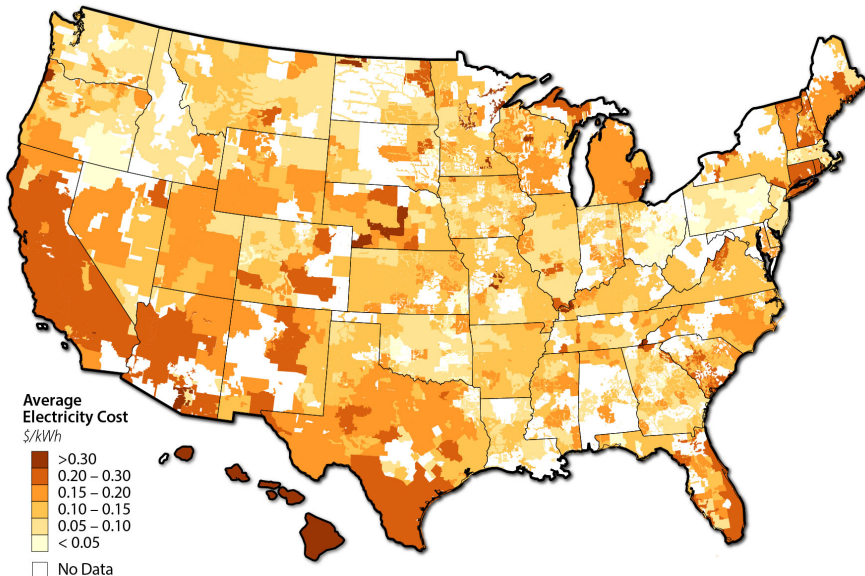 Average
Electricity Cost
$/kWh
>0.30
0.20 – 0.30
0.15 – 0.20
0.10 – 0.15
0.05 – 0.10
< 0.05
No Data